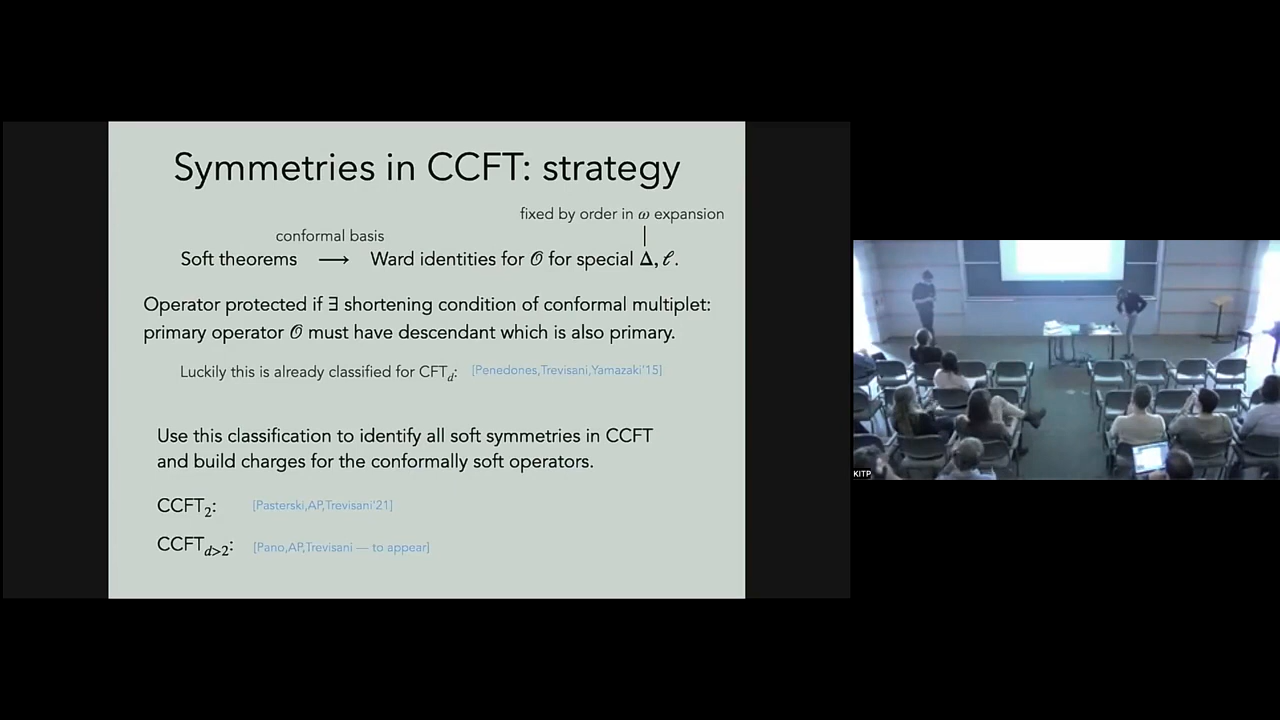 Symmetries in CCFT: strategy
fixed by order in ω expansion
conformal basis
Soft theorems ⟶ Ward identities for 𝒪 for special Δ, ℓ.
Operator protected if ∃ shortening condition of conformal multiplet:
primary operator 𝒪 must have descendant which is also primary.
Luckily this is already classified for CFT_d: [Penedones,Trevisani,Yamazaki'15]
Use this classification to identify all soft symmetries in CCFT
and build charges for the conformally soft operators.
CCFT_2: [Pasterski,AP,Trevisani'21]
CCFT_{d>2}: [Pano,AP,Trevisani — to appear]
KITP